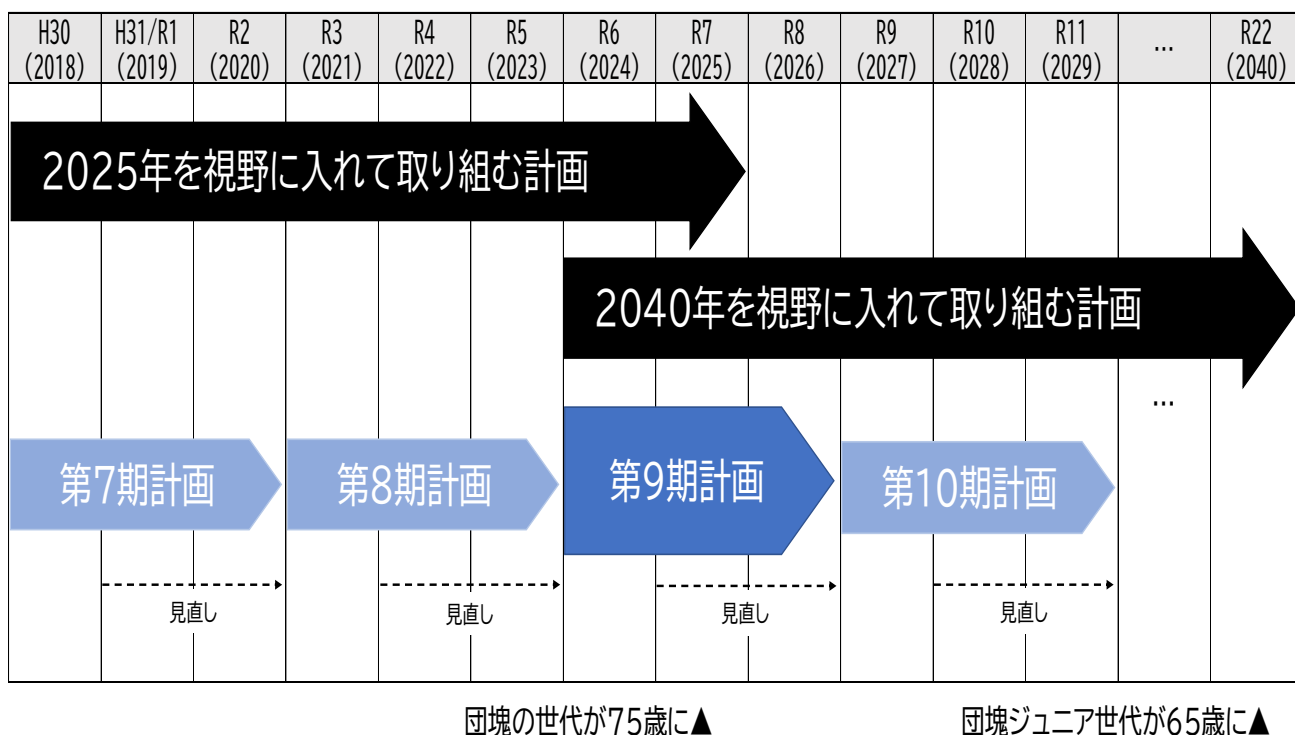 H30 H31/R1 R2 R3 R4 R5 R6 R7 R8 R9 R10 R11 … R22
(2018) (2019) (2020) (2021) (2022) (2023) (2024) (2025) (2026) (2027) (2028) (2029) (2040)
2025年を視野に入れて取り組む計画
2040年を視野に入れて取り組む計画
…
第7期計画 第8期計画 第9期計画 第10期計画
見直し 見直し 見直し 見直し
団塊の世代が75歳に▲ 団塊ジュニア世代が65歳に▲